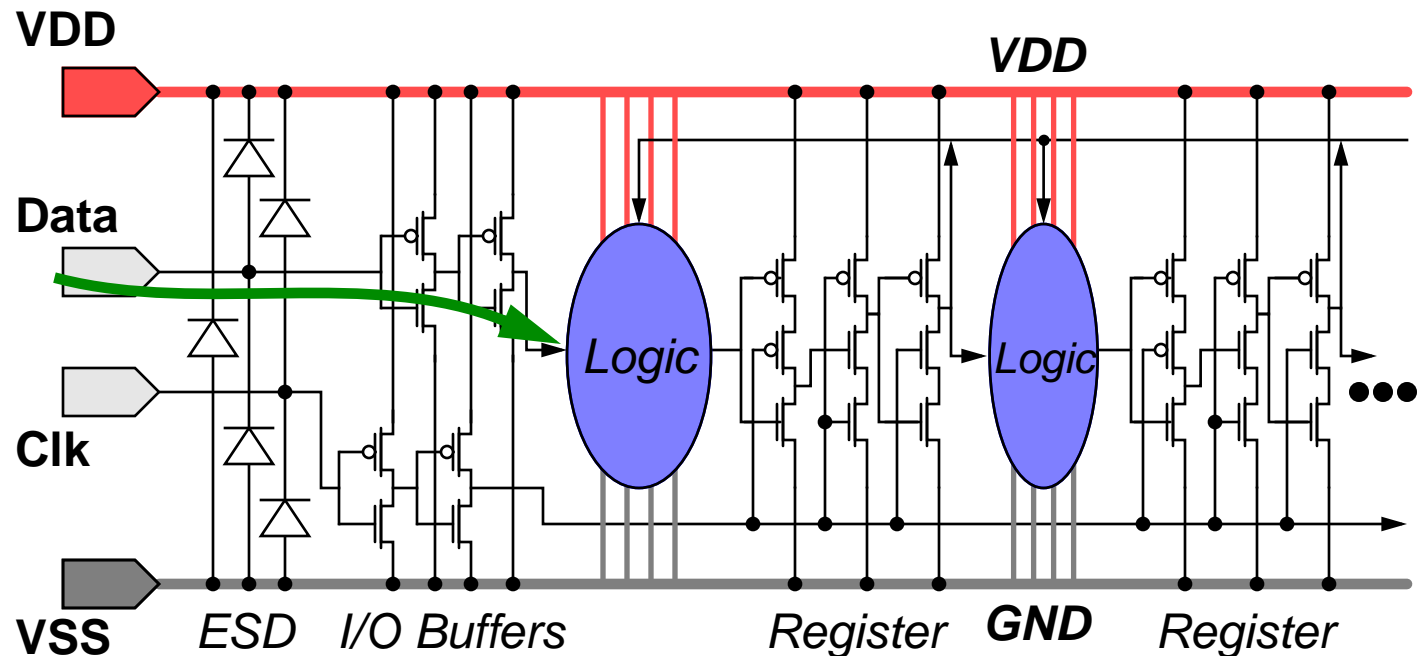 VDD
VDD
Data
Logic
Logic
Clk
VSS
ESD
I/O Buffers
Register
GND
Register